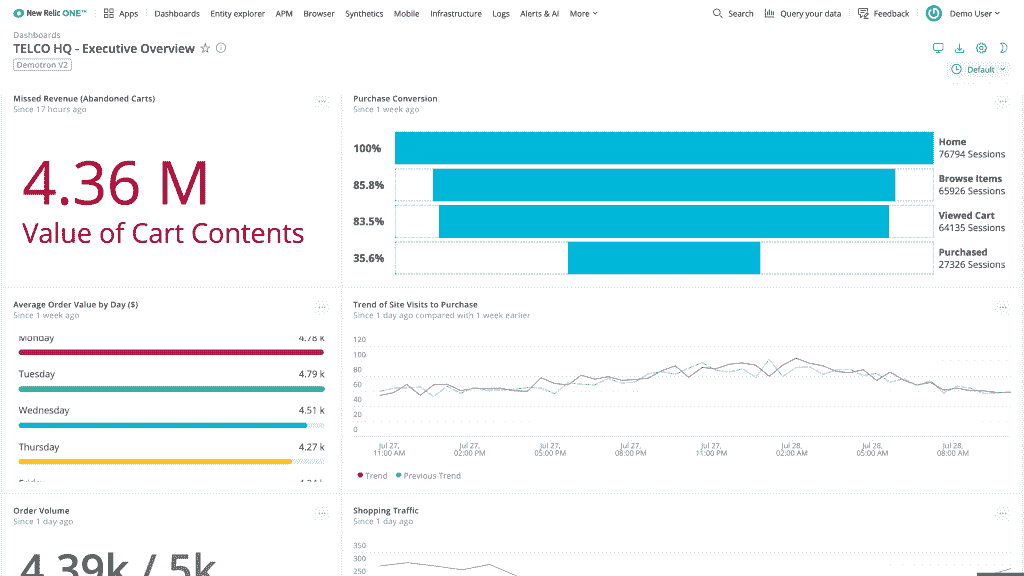 New Relic ONE™ Apps Dashboards Entity explorer APM Browser Synthetics Mobile Infrastructure Logs Alerts & AI More Search Query your data Feedback Demo User
Dashboards
TELCO HQ - Executive Overview
Demotron V2
Default
Missed Revenue (Abandoned Carts)
Since 17 hours ago
4.36 M
Value of Cart Contents
Purchase Conversion
Since 1 week ago
100% Home
76794 Sessions
85.8% Browse Items
65926 Sessions
83.5% Viewed Cart
64135 Sessions
35.6% Purchased
27326 Sessions
Average Order Value by Day ($)
Since 1 week ago
Monday 4.78 k
Tuesday 4.79 k
Wednesday 4.51 k
Thursday 4.27 k
Trend of Site Visits to Purchase
Since 1 day ago compared with 1 week earlier
120
100
80
60
40
20
0
Jul 27, 11:00 AM
Jul 27, 02:00 PM
Jul 27, 05:00 PM
Jul 27, 08:00 PM
Jul 27, 11:00 PM
Jul 28, 02:00 AM
Jul 28, 05:00 AM
Jul 28, 08:00 AM
Trend Previous Trend
Order Volume
Since 1 day ago
4.39k / 5k
Shopping Traffic
Since 1 day ago
350
300
250